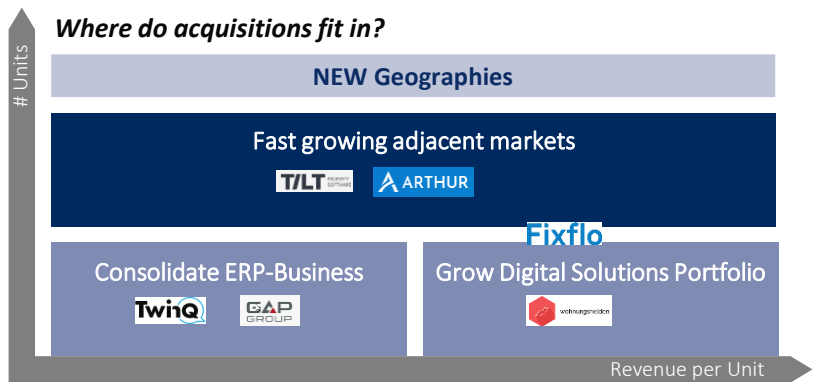 Where do acquisitions fit in?
# Units
NEW Geographies
Fast growing adjacent markets
T/LT PROPERTY
SOFTWARE
ARTHUR
Fixflo
Consolidate ERP-Business
TwinQ
GAP
GROUP
Grow Digital Solutions Portfolio
wohnungshelden
Revenue per Unit